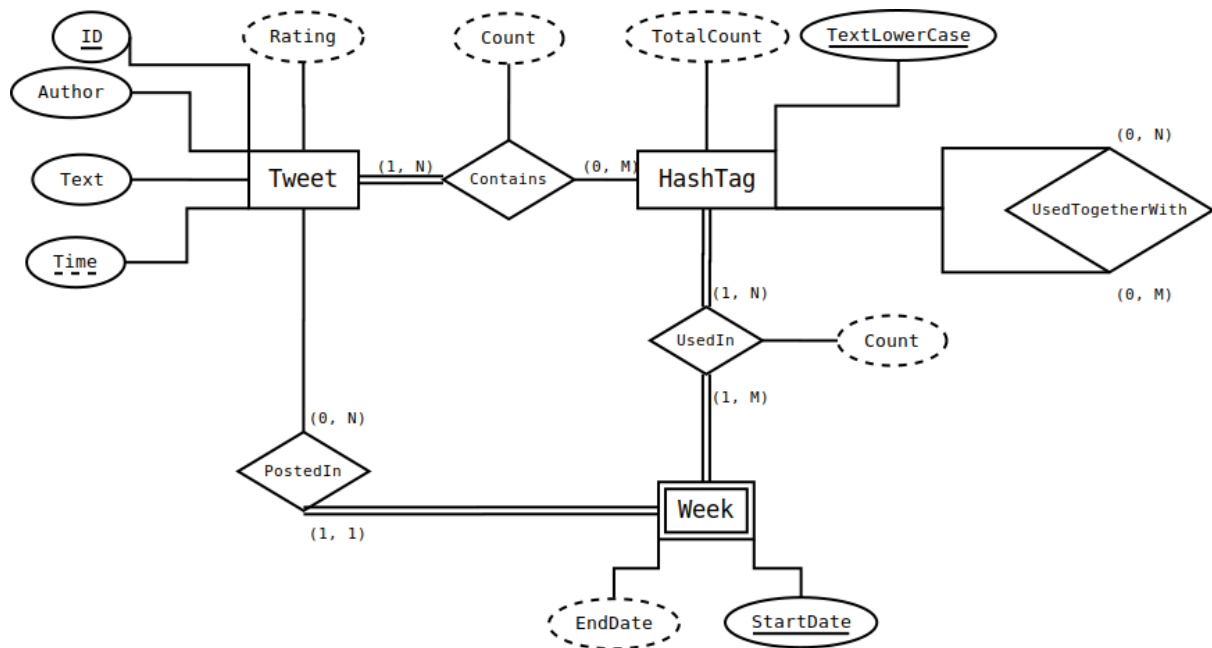 ID
Rating
Count
TotalCount
TextLowerCase
Author
(0, N)
(1, N)
(0, M)
Text
Tweet
Contains
HashTag
UsedTogetherWith
Time
(1, N)
(0, M)
UsedIn
Count
(1, M)
(0, N)
PostedIn
Week
(1, 1)
EndDate
StartDate